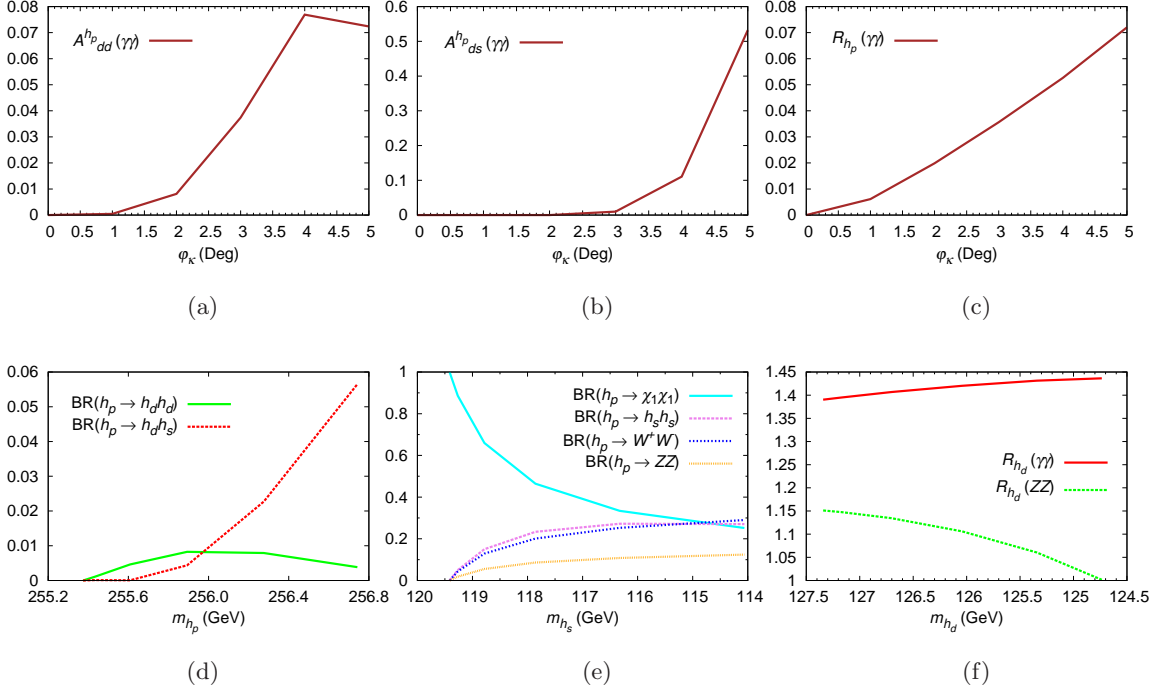 0.08
0.07
0.06
0.05
0.04
0.03
0.02
0.01
0
A^{h_p}_{dd} (γγ)
0 0.5 1 1.5 2 2.5 3 3.5 4 4.5 5
φ_κ (Deg)
(a)
0.6
0.5
0.4
0.3
0.2
0.1
0
A^{h_p}_{ds} (γγ)
0 0.5 1 1.5 2 2.5 3 3.5 4 4.5 5
φ_κ (Deg)
(b)
0.08
0.07
0.06
0.05
0.04
0.03
0.02
0.01
0
R_{h_p} (γγ)
0 0.5 1 1.5 2 2.5 3 3.5 4 4.5 5
φ_κ (Deg)
(c)
0.06
0.05
0.04
0.03
0.02
0.01
0
BR(h_p → h_d h_d)
BR(h_p → h_d h_s)
255.2 255.6 256.0 256.4 256.8
m_{h_p} (GeV)
(d)
1
0.8
0.6
0.4
0.2
0
BR(h_p → χ_1 χ_1)
BR(h_p → h_s h_s)
BR(h_p → W^+ W^-)
BR(h_p → ZZ)
120 119 118 117 116 115 114
m_{h_s} (GeV)
(e)
1.45
1.4
1.35
1.3
1.25
1.2
1.15
1.1
1.05
1
R_{h_d} (γγ)
R_{h_d} (ZZ)
127.5 127 126.5 126 125.5 125 124.5
m_{h_d} (GeV)
(f)